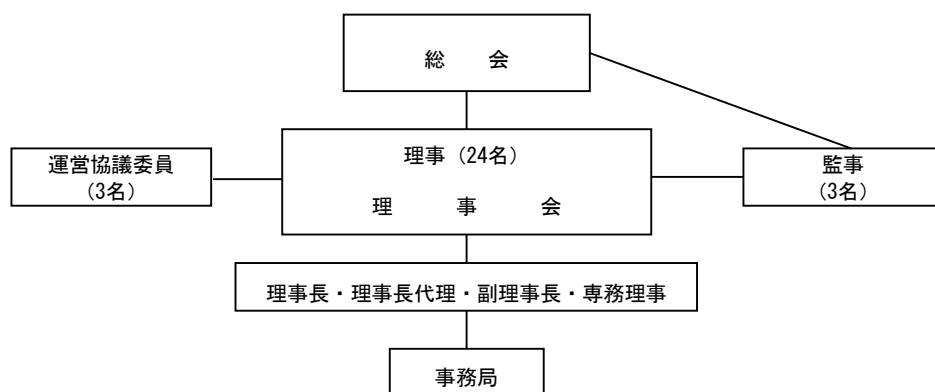 総　会
理事（24名）
理　事　会
運営協議委員
（3名）
監事
（3名）
理事長・理事長代理・副理事長・専務理事
事務局